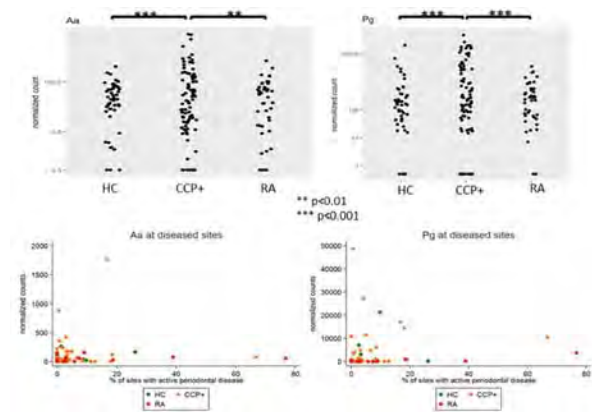 Aa
***
**
normalized count
100.0
HC
CCP+
RA
Pg
***
***
normalized count
HC
CCP+
RA
** p<0.01
*** p<0.001
Aa at diseased sites
normalized counts
2000
1500
1000
500
0
0
20
40
60
80
% of sites with active periodontal disease
HC
CCP+
RA
Pg at diseased sites
normalized counts
50000
40000
30000
20000
10000
0
0
20
40
60
80
% of sites with active periodontal disease
HC
CCP+
RA